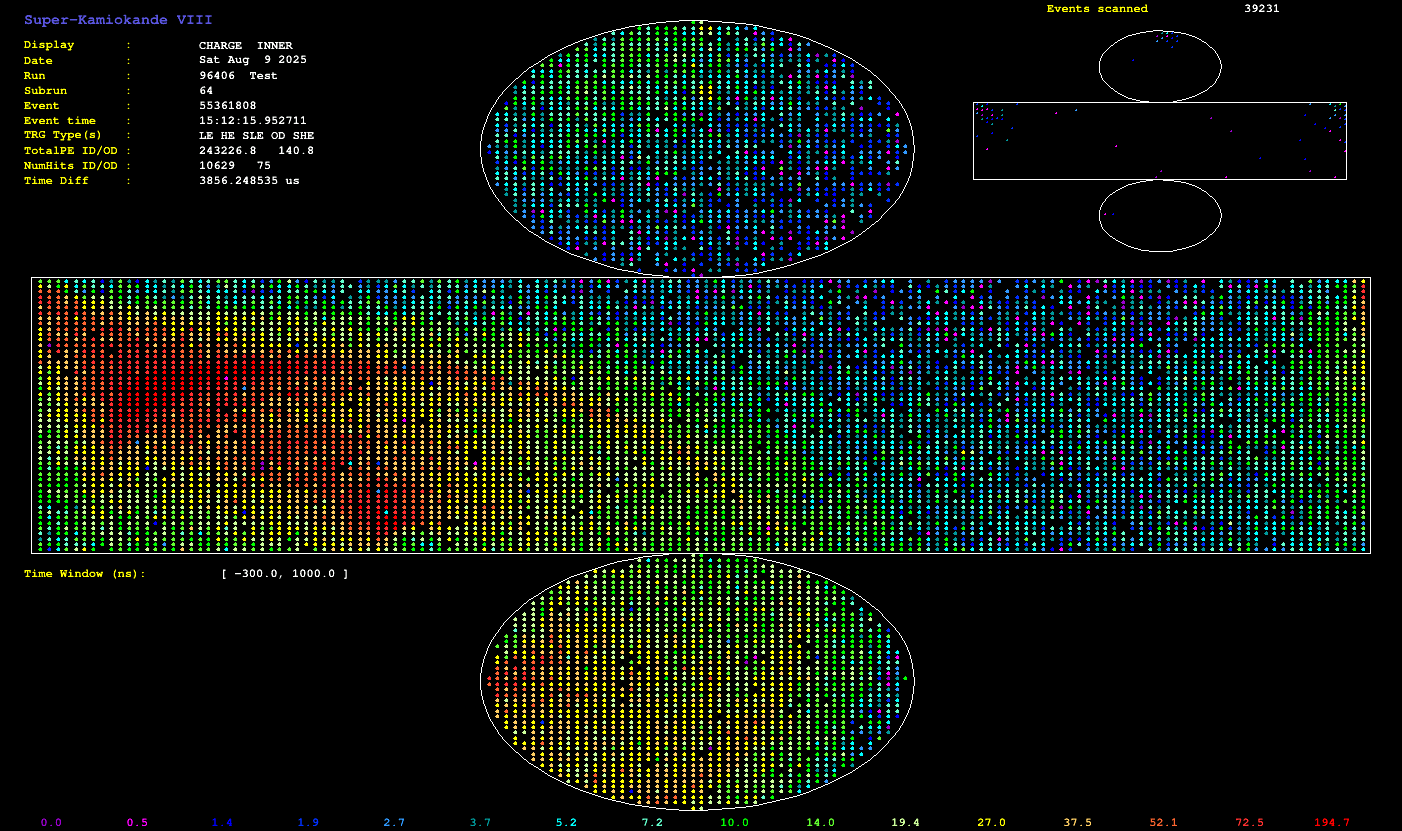 Super-Kamiokande VIII
Events scanned 39231
Display : CHARGE INNER
Date : Sat Aug 9 2025
Run : 96406 Test
Subrun : 64
Event : 55361808
Event time : 15:12:15.952711
TRG Type(s) : LE HE SLE OD SHE
TotalPE ID/OD : 243226.8 140.8
NumHits ID/OD : 10629 75
Time Diff : 3856.248535 us
Time Window (ns): [ -300.0, 1000.0 ]
0.0 0.5 1.4 1.9 2.7 3.7 5.2 7.2 10.0 14.0 19.4 27.0 37.5 52.1 72.5 194.7